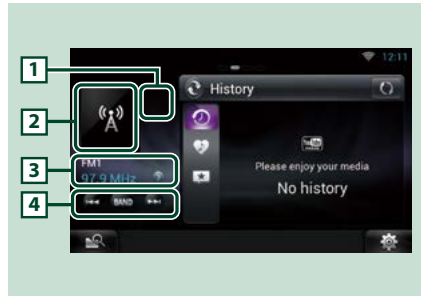 12:11
1
History
2
FM1
97.9 MHz
Please enjoy your media
No history
3
4
BAND